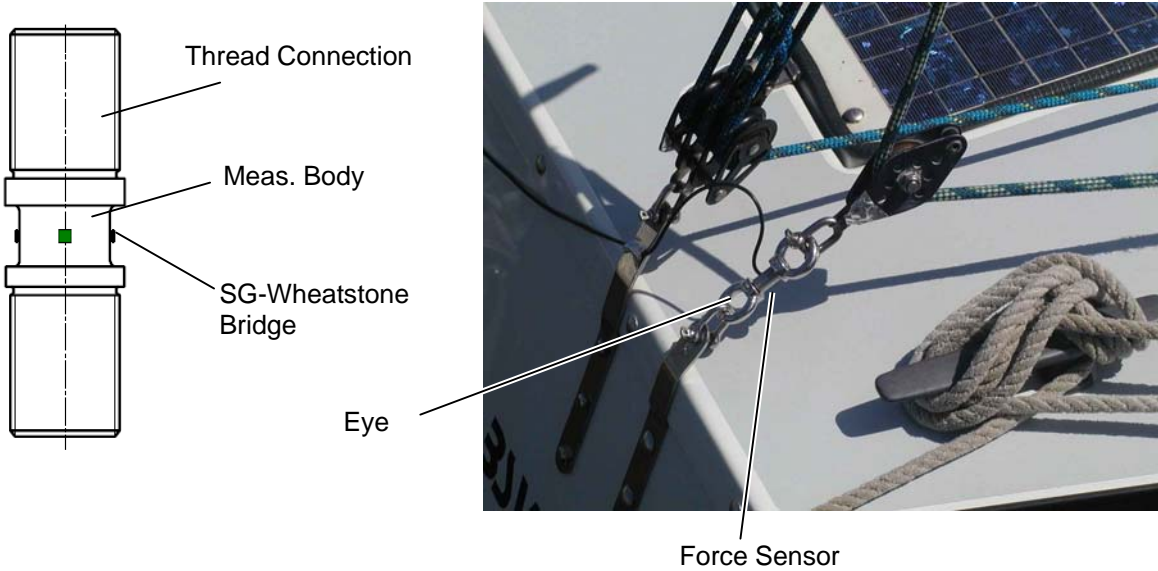 Thread Connection
Meas. Body
SG-Wheatstone
Bridge
Eye
Force Sensor